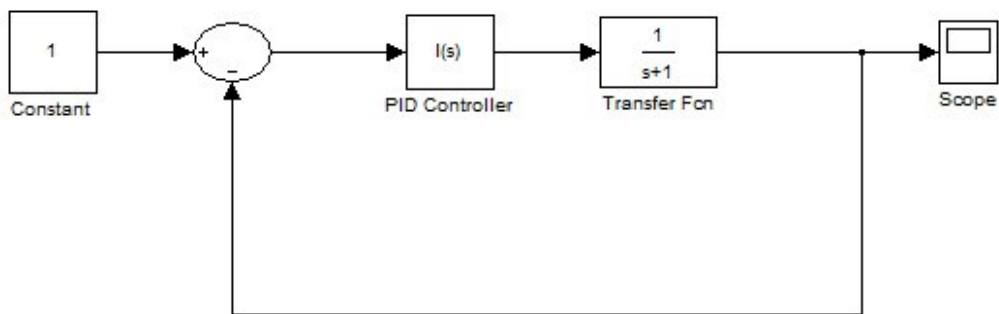 1
Constant
+
−
I(s)
PID Controller
1
s+1
Transfer Fcn
Scope